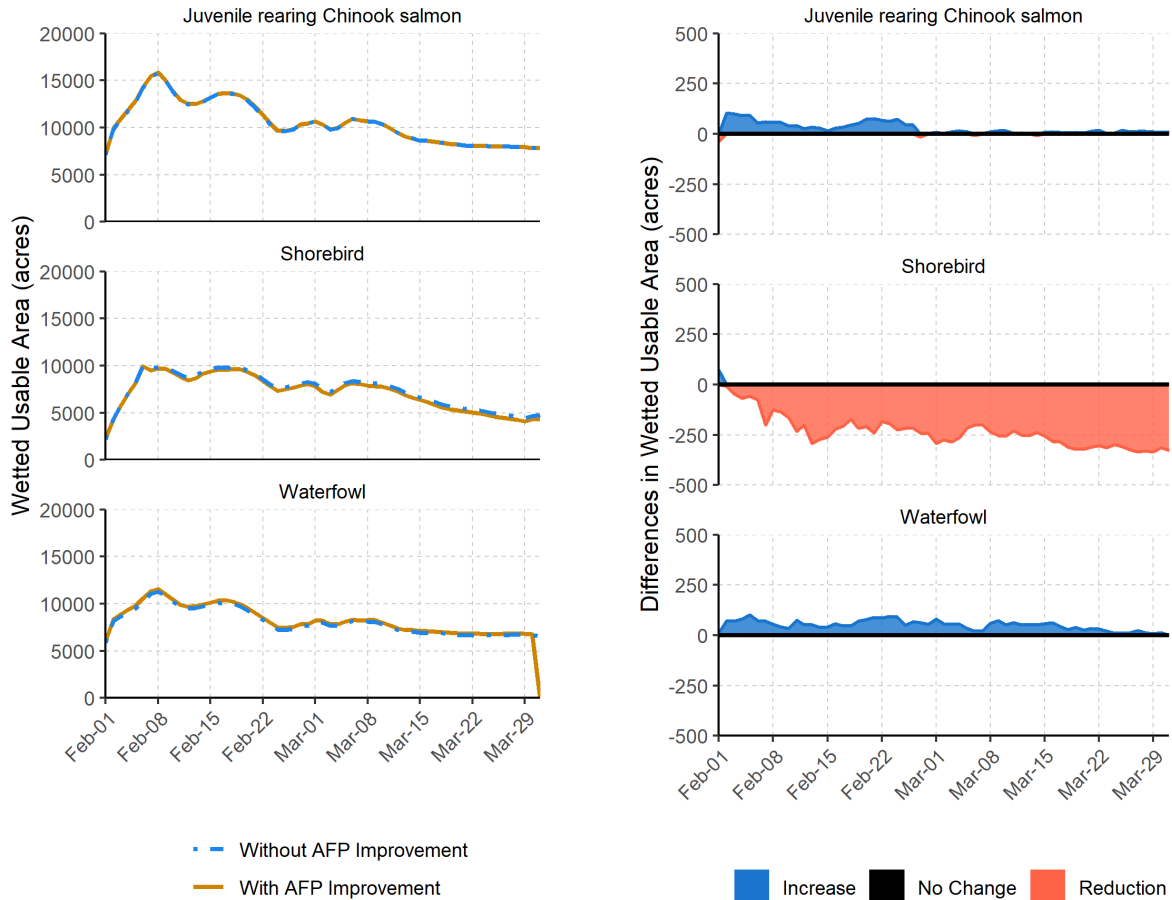 Juvenile rearing Chinook salmon
20000
15000
10000
5000
0
Shorebird
20000
15000
10000
5000
0
Waterfowl
20000
15000
10000
5000
0
Wetted Usable Area (acres)
Feb-01
Feb-08
Feb-15
Feb-22
Mar-01
Mar-08
Mar-15
Mar-22
Mar-29
Without AFP Improvement
With AFP Improvement
Juvenile rearing Chinook salmon
500
250
0
-250
-500
Shorebird
500
250
0
-250
-500
Waterfowl
500
250
0
-250
-500
Differences in Wetted Usable Area (acres)
Feb-01
Feb-08
Feb-15
Feb-22
Mar-01
Mar-08
Mar-15
Mar-22
Mar-29
Increase
No Change
Reduction